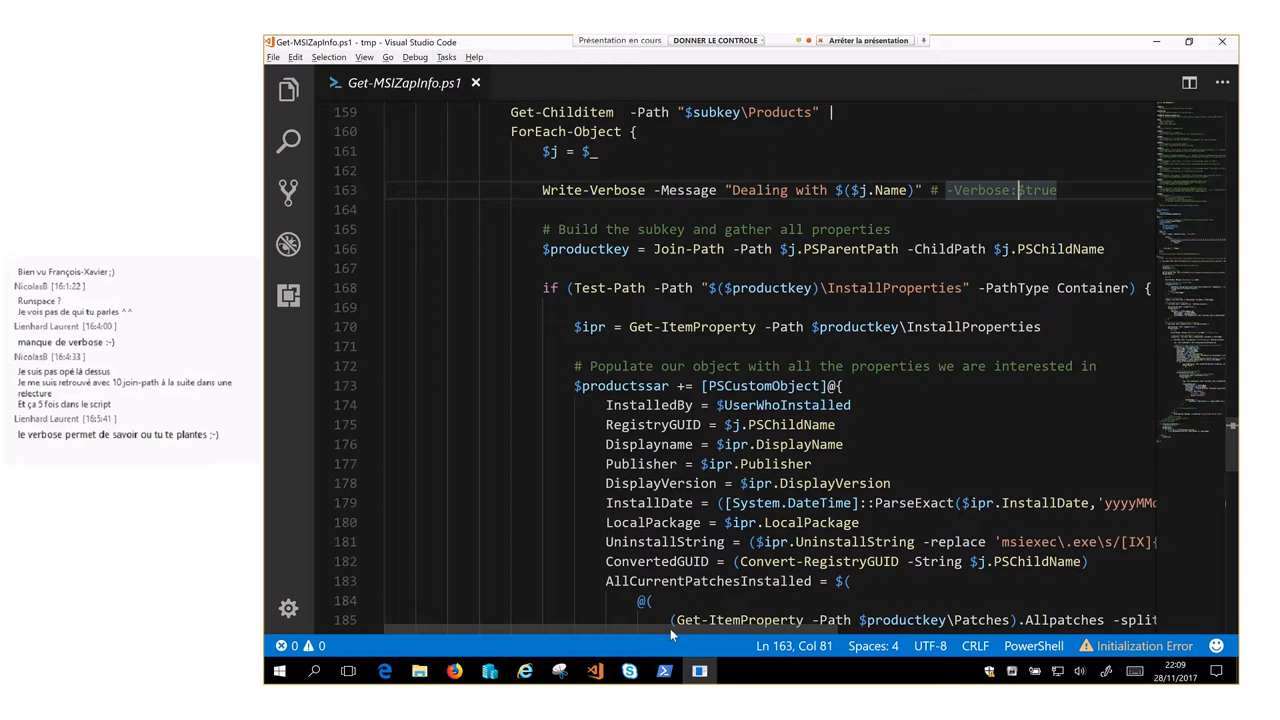 Get-MSIZapInfo.ps1 - tmp - Visual Studio Code
Présentation en cours
DONNER LE CONTROLE
Arrêter la présentation
File Edit Selection View Go Debug Tasks Help
Get-MSIZapInfo.ps1
159 Get-Childitem -Path "$subkey\Products" |
160 ForEach-Object {
161 $j = $_
162
163 Write-Verbose -Message "Dealing with $($j.Name)" # -Verbose:$true
164
165 # Build the subkey and gather all properties
166 $productkey = Join-Path -Path $j.PSParentPath -ChildPath $j.PSChildName
167
168 if (Test-Path -Path "$($productkey)\InstallProperties" -PathType Container) {
169
170 $ipr = Get-ItemProperty -Path $productkey\InstallProperties
171
172 # Populate our object with all the properties we are interested in
173 $productssar += [PSCustomObject]@{
174 InstalledBy = $UserWhoInstalled
175 RegistryGUID = $j.PSChildName
176 Displayname = $ipr.DisplayName
177 Publisher = $ipr.Publisher
178 DisplayVersion = $ipr.DisplayVersion
179 InstallDate = ([System.DateTime]::ParseExact($ipr.InstallDate,'yyyyMM
180 LocalPackage = $ipr.LocalPackage
181 UninstallString = ($ipr.UninstallString -replace 'msiexec\.exe\s/[IX]{
182 ConvertedGUID = (Convert-RegistryGUID -String $j.PSChildName)
183 AllCurrentPatchesInstalled = $(
184 @(
185 (Get-ItemProperty -Path $productkey\Patches).Allpatches -split
Bien vu François-Xavier ;)
NicolasB [16:1:22]
Runspace ?
Je vois pas de qui tu parles ^^
Lienhard Laurent [16:4:00]
manque de verbose :-)
NicolasB [16:4:33]
Je suis pas opé là dessus
Je me suis retrouvé avec 10 join-path à la suite dans une
relecture
Et ça 5 fois dans le script
Lienhard Laurent [16:5:41]
le verbose permet de savoir ou tu te plantes ;-)
0 0
Ln 163, Col 81 Spaces: 4 UTF-8 CRLF PowerShell Initialization Error
22:09
28/11/2017